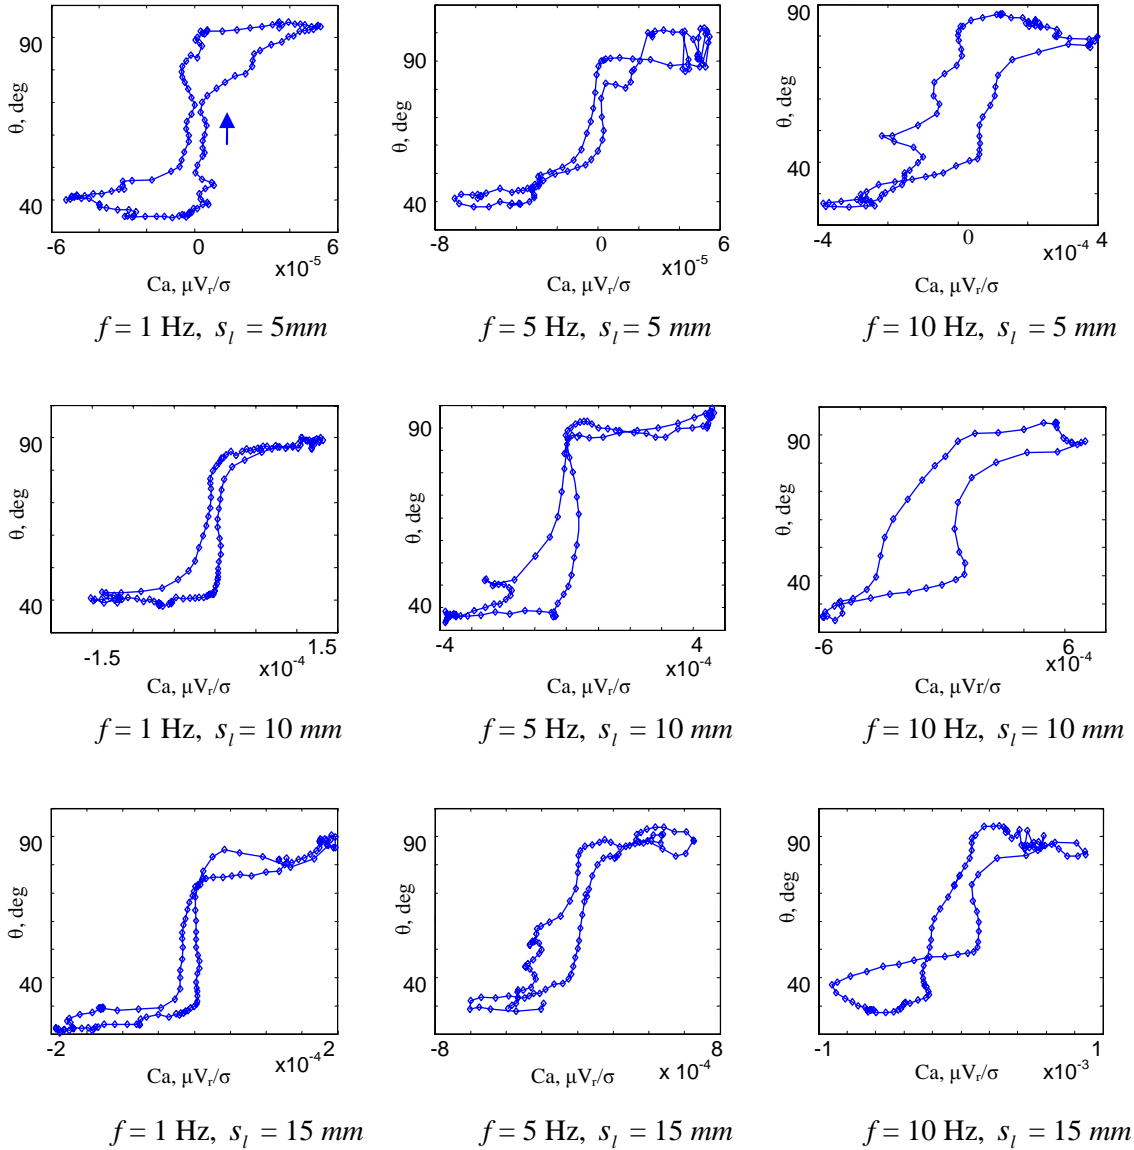 90
θ, deg
40
-6
0
6
x10-5
Ca, μVr/σ
f = 1 Hz, sl = 5mm
90
θ, deg
40
-8
0
6
x10-5
Ca, μVr/σ
f = 5 Hz, sl = 5 mm
90
θ, deg
40
-4
0
4
x10-4
Ca, μVr/σ
f = 10 Hz, sl = 5 mm
90
θ, deg
40
-1.5
1.5
x10-4
Ca, μVr/σ
f = 1 Hz, sl = 10 mm
90
θ, deg
40
-4
4
x10-4
Ca, μVr/σ
f = 5 Hz, sl = 10 mm
90
θ, deg
40
-6
6
x10-4
Ca, μVr/σ
f = 10 Hz, sl = 10 mm
90
θ, deg
40
-2
2
x10-4
Ca, μVr/σ
f = 1 Hz, sl = 15 mm
90
θ, deg
40
-8
8
x 10-4
Ca, μVr/σ
f = 5 Hz, sl = 15 mm
90
θ, deg
40
-1
1
x10-3
Ca, μVr/σ
f = 10 Hz, sl = 15 mm